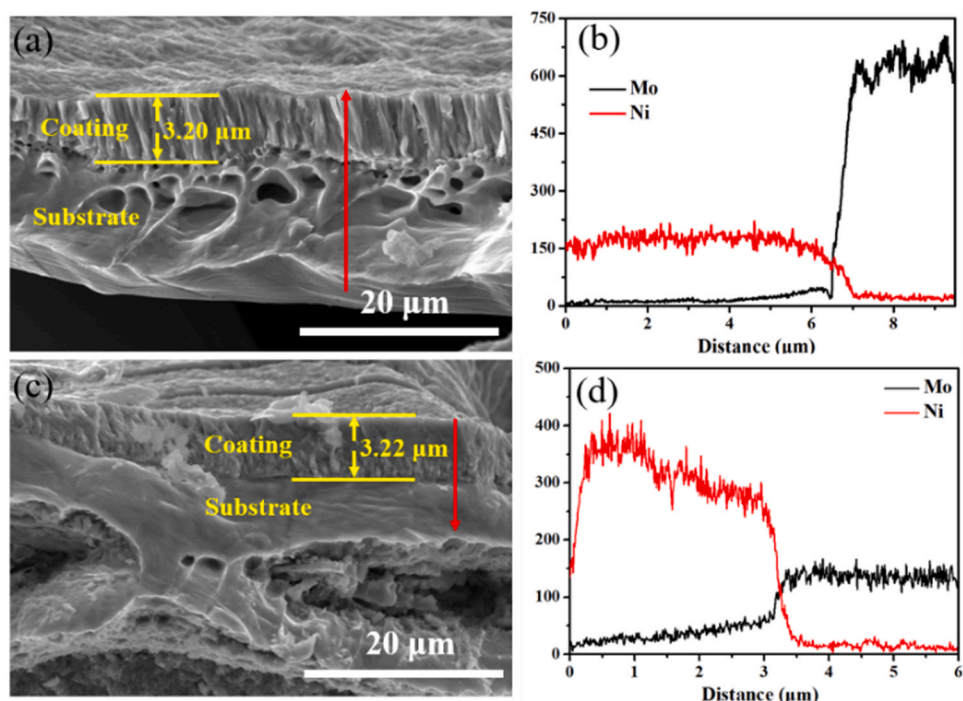 (a)
Coating
3.20 μm
Substrate
20 μm
(b)
750
600
450
300
150
0
Mo
Ni
0 2 4 6 8
Distance (μm)
(c)
Coating
3.22 μm
Substrate
20 μm
(d)
500
400
300
200
100
0
Mo
Ni
0 1 2 3 4 5 6
Distance (μm)